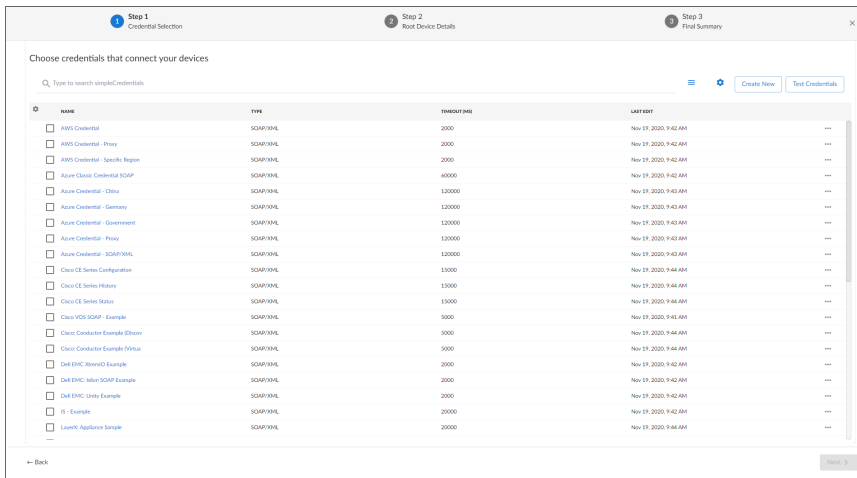 1 Step 1 2 Step 2 3 Step 3
Credential Selection Root Device Details Final Summary
Choose credentials that connect your devices
Type to search simpleCredentials Create New Test Credentials
NAME TYPE TIMEOUT (MS) LAST EDIT
AWS Credential SOAP/XML 2000 Nov 19, 2020, 9:42 AM
AWS Credential - Proxy SOAP/XML 2000 Nov 19, 2020, 9:42 AM
AWS Credential - Specific Region SOAP/XML 2000 Nov 19, 2020, 9:42 AM
Azure Classic Credential SOAP SOAP/XML 60000 Nov 19, 2020, 9:42 AM
Azure Credential - China SOAP/XML 120000 Nov 19, 2020, 9:43 AM
Azure Credential - Germany SOAP/XML 120000 Nov 19, 2020, 9:43 AM
Azure Credential - Government SOAP/XML 120000 Nov 19, 2020, 9:43 AM
Azure Credential - Proxy SOAP/XML 120000 Nov 19, 2020, 9:43 AM
Azure Credential - SOAP/XML SOAP/XML 120000 Nov 19, 2020, 9:43 AM
Cisco CE Series Configuration SOAP/XML 15000 Nov 19, 2020, 9:44 AM
Cisco CE Series History SOAP/XML 15000 Nov 19, 2020, 9:44 AM
Cisco CE Series Status SOAP/XML 15000 Nov 19, 2020, 9:44 AM
Cisco VOS SOAP - Example SOAP/XML 5000 Nov 19, 2020, 9:41 AM
Cisco: Conductor Example (Discov SOAP/XML 5000 Nov 19, 2020, 9:44 AM
Cisco: Conductor Example (Virtua SOAP/XML 5000 Nov 19, 2020, 9:44 AM
Dell EMC XtremIO Example SOAP/XML 2000 Nov 19, 2020, 9:42 AM
Dell EMC: Isilon SOAP Example SOAP/XML 2000 Nov 19, 2020, 9:42 AM
Dell EMC: Unity Example SOAP/XML 2000 Nov 19, 2020, 9:42 AM
IS - Example SOAP/XML 20000 Nov 19, 2020, 9:42 AM
LayerX: Appliance Sample SOAP/XML 20000 Nov 19, 2020, 9:44 AM
← Back Next >